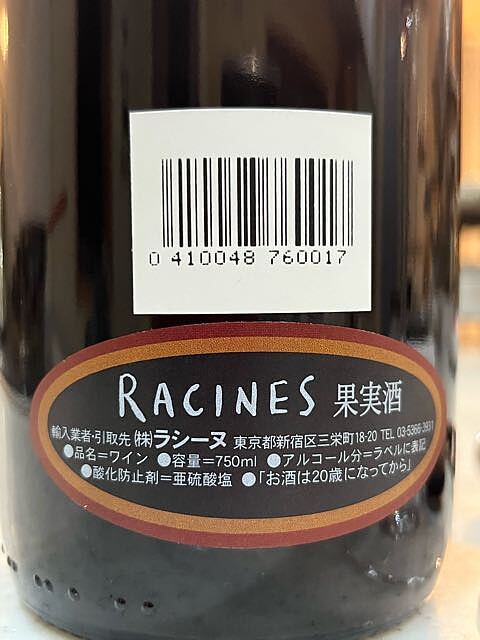 0 410048 760017
RACINES 果実酒
輸入業者・引取先 ㈱ラシーヌ 東京都新宿区三栄町18-20 TEL 03-5366-3931
●品名=ワイン ●容量=750ml ●アルコール分=ラベルに表記
●酸化防止剤=亜硫酸塩 ●「お酒は20歳になってから」